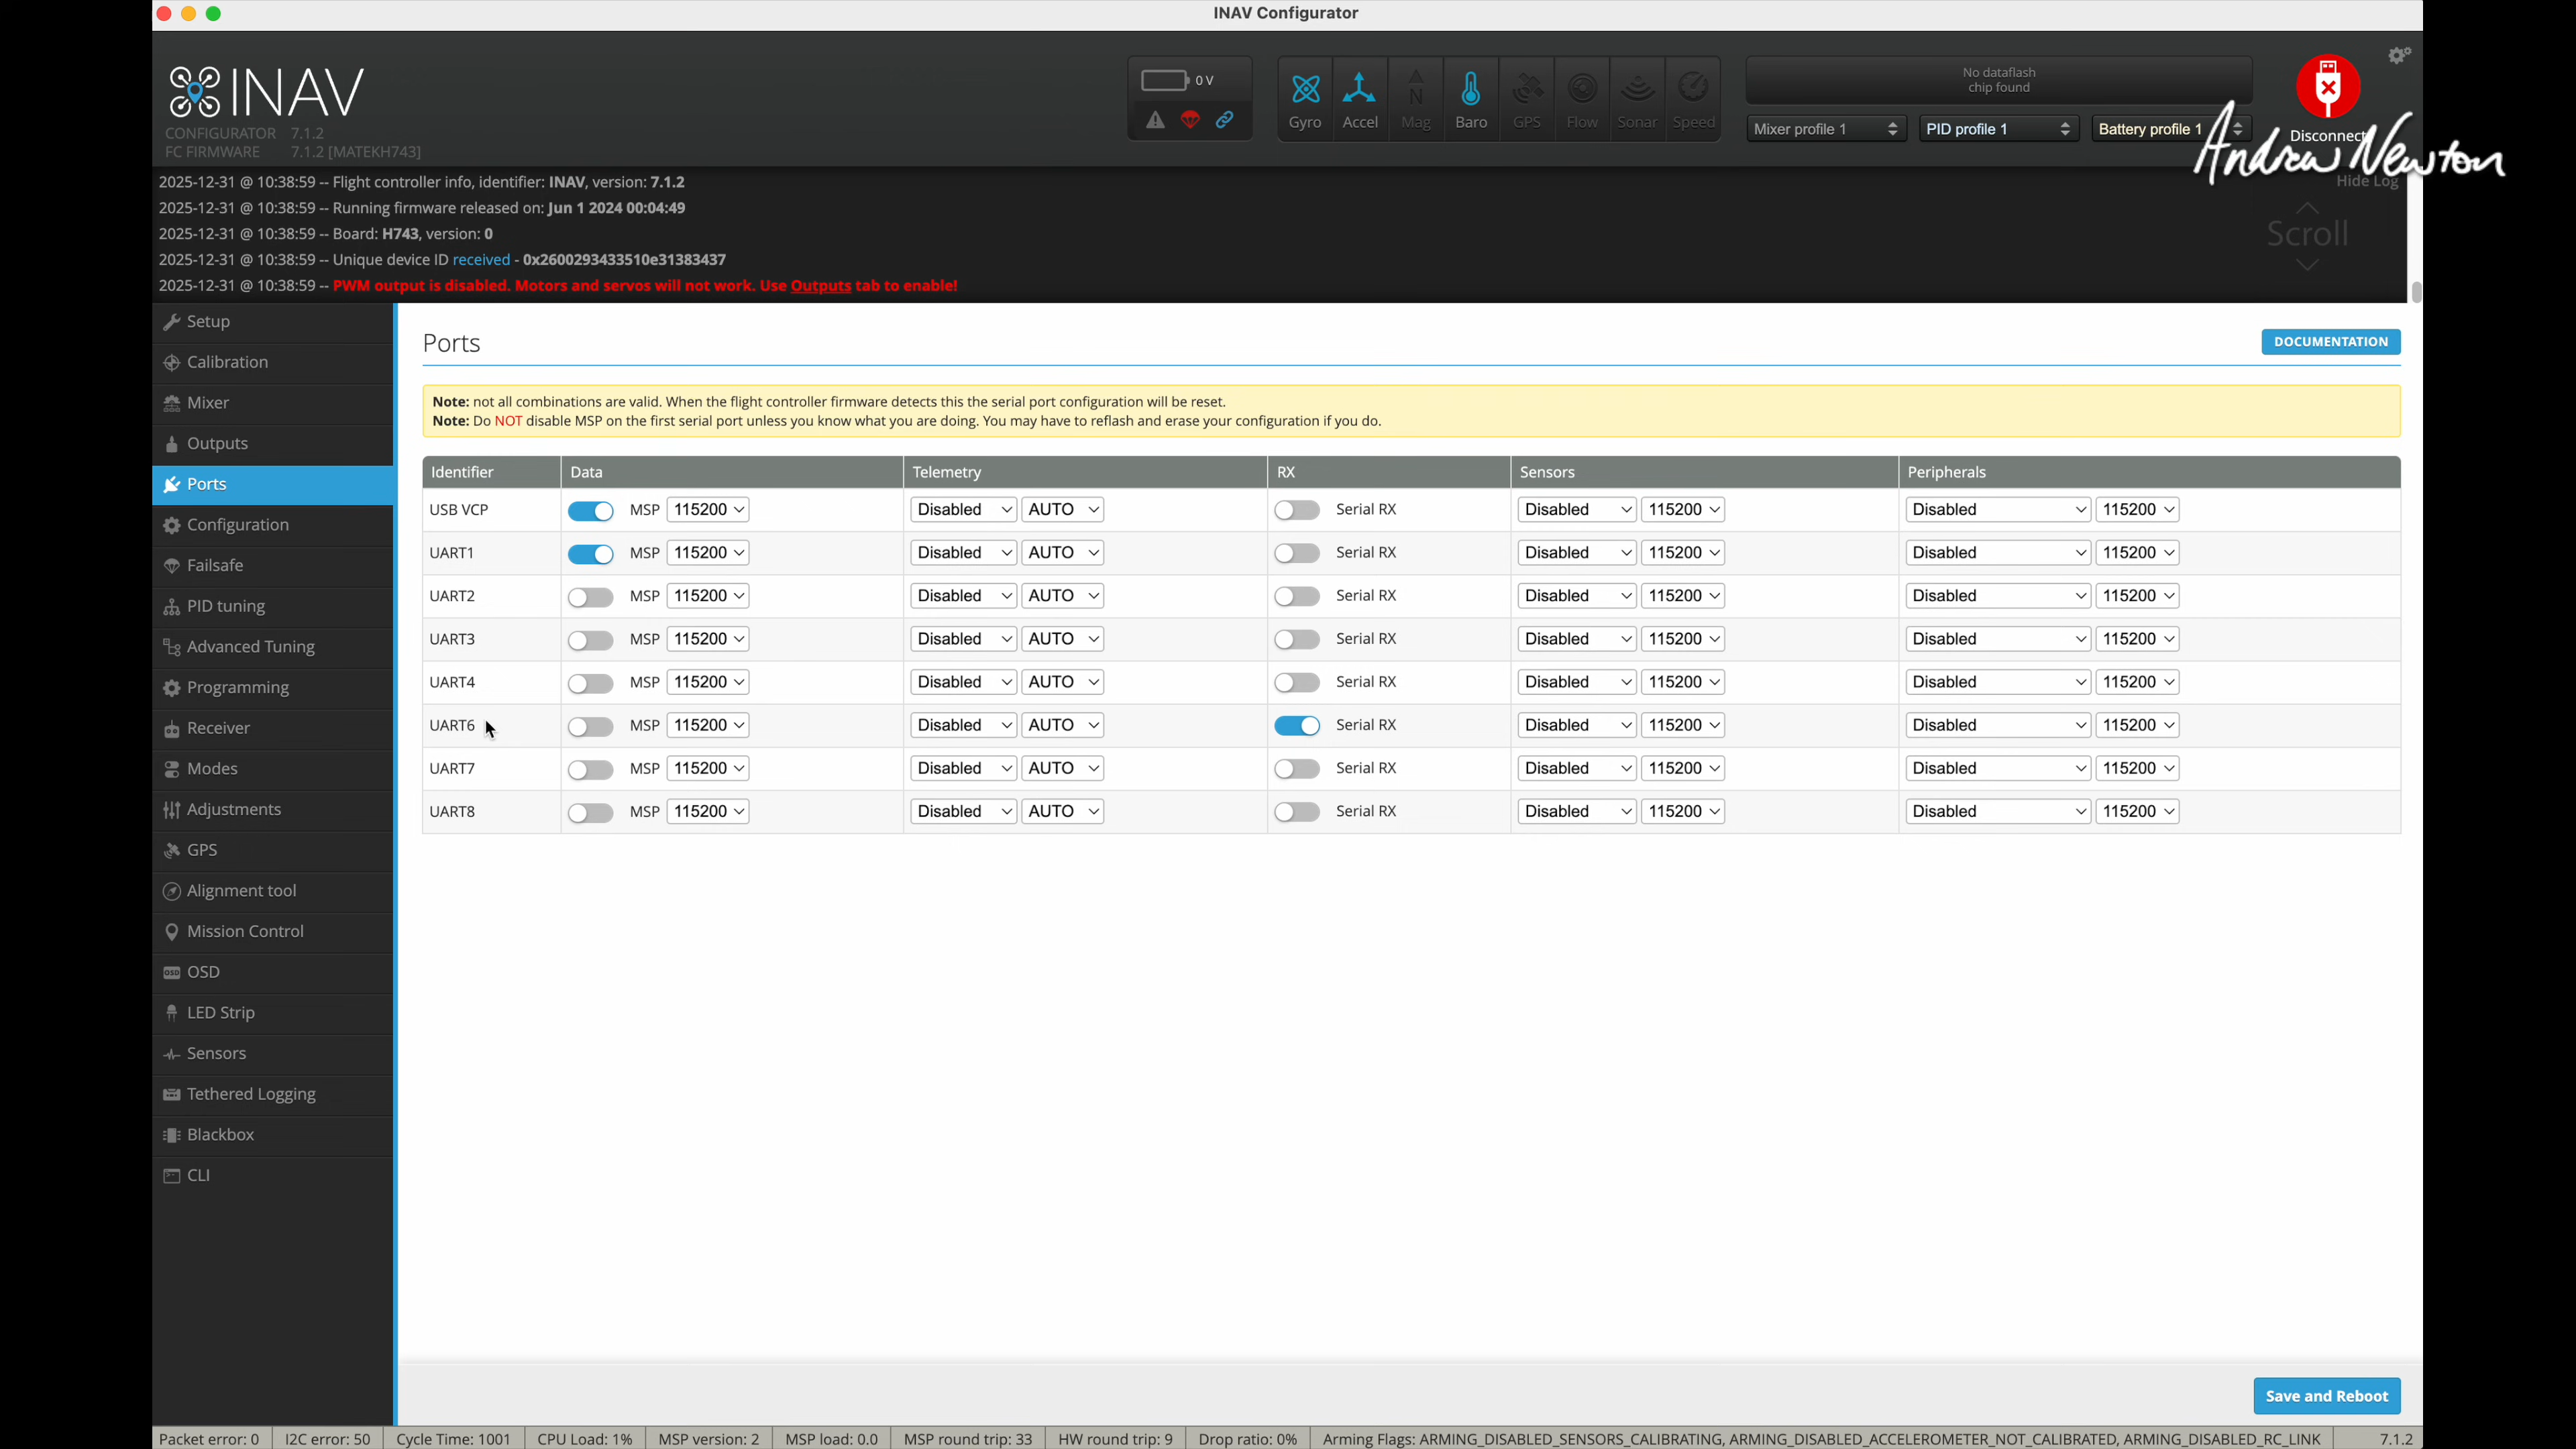 INAV Configurator
INAV
CONFIGURATOR 7.1.2
FC FIRMWARE 7.1.2 [MATEKH743]
0 V
Gyro Accel Mag Baro GPS Flow Sonar Speed
No dataflash
chip found
Mixer profile 1 PID profile 1 Battery profile 1
Disconnect
Andrew Newton
Hide Log
Scroll
2025-12-31 @ 10:38:59 -- Flight controller info, identifier: INAV, version: 7.1.2
2025-12-31 @ 10:38:59 -- Running firmware released on: Jun 1 2024 00:04:49
2025-12-31 @ 10:38:59 -- Board: H743, version: 0
2025-12-31 @ 10:38:59 -- Unique device ID received - 0x2600293433510e31383437
2025-12-31 @ 10:38:59 -- PWM output is disabled. Motors and servos will not work. Use Outputs tab to enable!
Setup
Calibration
Mixer
Outputs
Ports
Configuration
Failsafe
PID tuning
Advanced Tuning
Programming
Receiver
Modes
Adjustments
GPS
Alignment tool
Mission Control
OSD
LED Strip
Sensors
Tethered Logging
Blackbox
CLI
Ports
DOCUMENTATION
Note: not all combinations are valid. When the flight controller firmware detects this the serial port configuration will be reset.
Note: Do NOT disable MSP on the first serial port unless you know what you are doing. You may have to reflash and erase your configuration if you do.
Identifier Data Telemetry RX Sensors Peripherals
USB VCP MSP 115200 Disabled AUTO Serial RX Disabled 115200 Disabled 115200
UART1 MSP 115200 Disabled AUTO Serial RX Disabled 115200 Disabled 115200
UART2 MSP 115200 Disabled AUTO Serial RX Disabled 115200 Disabled 115200
UART3 MSP 115200 Disabled AUTO Serial RX Disabled 115200 Disabled 115200
UART4 MSP 115200 Disabled AUTO Serial RX Disabled 115200 Disabled 115200
UART6 MSP 115200 Disabled AUTO Serial RX Disabled 115200 Disabled 115200
UART7 MSP 115200 Disabled AUTO Serial RX Disabled 115200 Disabled 115200
UART8 MSP 115200 Disabled AUTO Serial RX Disabled 115200 Disabled 115200
Save and Reboot
Packet error: 0 I2C error: 50 Cycle Time: 1001 CPU Load: 1% MSP version: 2 MSP load: 0.0 MSP round trip: 33 HW round trip: 9 Drop ratio: 0% Arming Flags: ARMING_DISABLED_SENSORS_CALIBRATING, ARMING_DISABLED_ACCELEROMETER_NOT_CALIBRATED, ARMING_DISABLED_RC_LINK 7.1.2